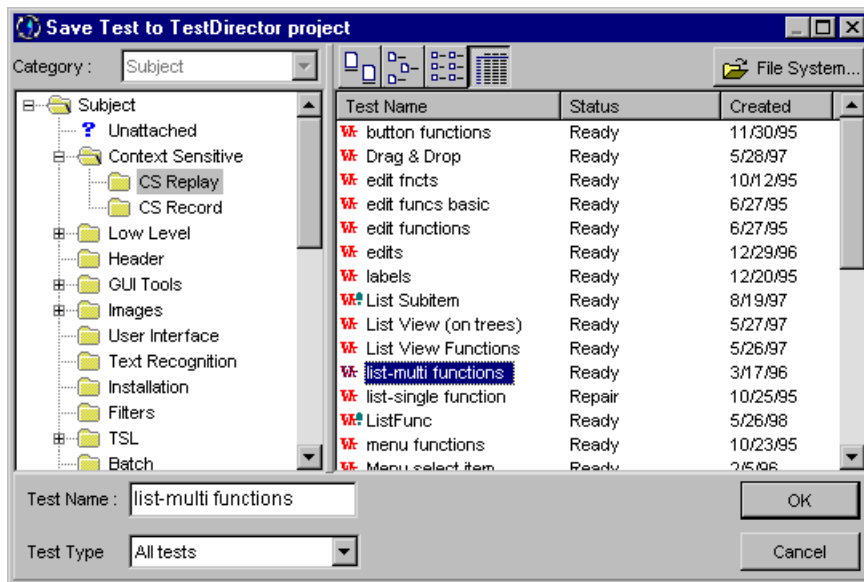 Save Test to TestDirector project
Category : Subject
File System...
Subject
Unattached
Context Sensitive
CS Replay
CS Record
Low Level
Header
GUI Tools
Images
User Interface
Text Recognition
Installation
Filters
TSL
Batch
Test Name Status Created
button functions Ready 11/30/95
Drag & Drop Ready 5/28/97
edit fncts Ready 10/12/95
edit funcs basic Ready 6/27/95
edit functions Ready 6/27/95
edits Ready 12/29/96
labels Ready 12/20/95
List Subitem Ready 8/19/97
List View (on trees) Ready 5/27/97
List View Functions Ready 5/26/97
list-multi functions Ready 3/17/96
list-single function Repair 10/25/95
ListFunc Ready 5/26/98
menu functions Ready 10/23/95
Menu select item Ready 2/5/96
Test Name : list-multi functions
OK
Test Type All tests
Cancel